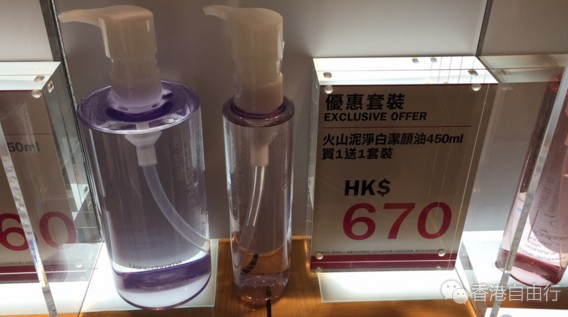 50ml
60
優惠套裝
EXCLUSIVE OFFER
火山泥淨白潔顏油450ml
買1送1套裝
HK$
670
香港自由行